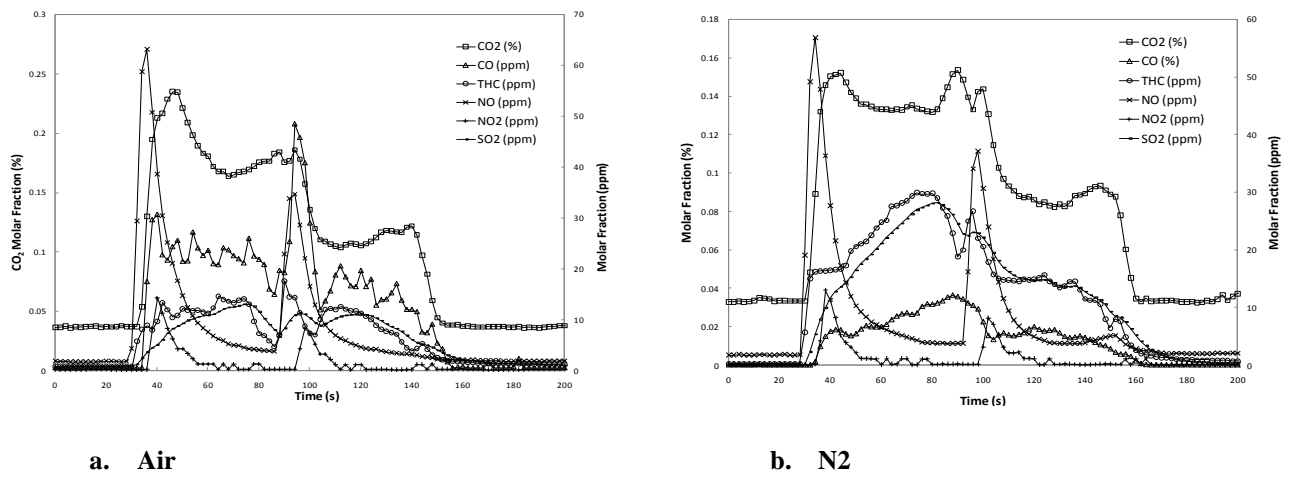 0.3
0.25
0.2
0.15
0.1
0.05
0
CO2 Molar Fraction (%)
70
60
50
40
30
20
10
0
Molar Fraction (ppm)
CO2 (%)
CO (ppm)
THC (ppm)
NO (ppm)
NO2 (ppm)
SO2 (ppm)
0 20 40 60 80 100 120 140 160 180 200
Time (s)
a. Air
0.18
0.16
0.14
0.12
0.1
0.08
0.06
0.04
0.02
0
Molar Fraction (%)
60
50
40
30
20
10
0
Molar Fraction (ppm)
CO2 (%)
CO (%)
THC (ppm)
NO (ppm)
NO2 (ppm)
SO2 (ppm)
0 20 40 60 80 100 120 140 160 180 200
Time (s)
b. N2